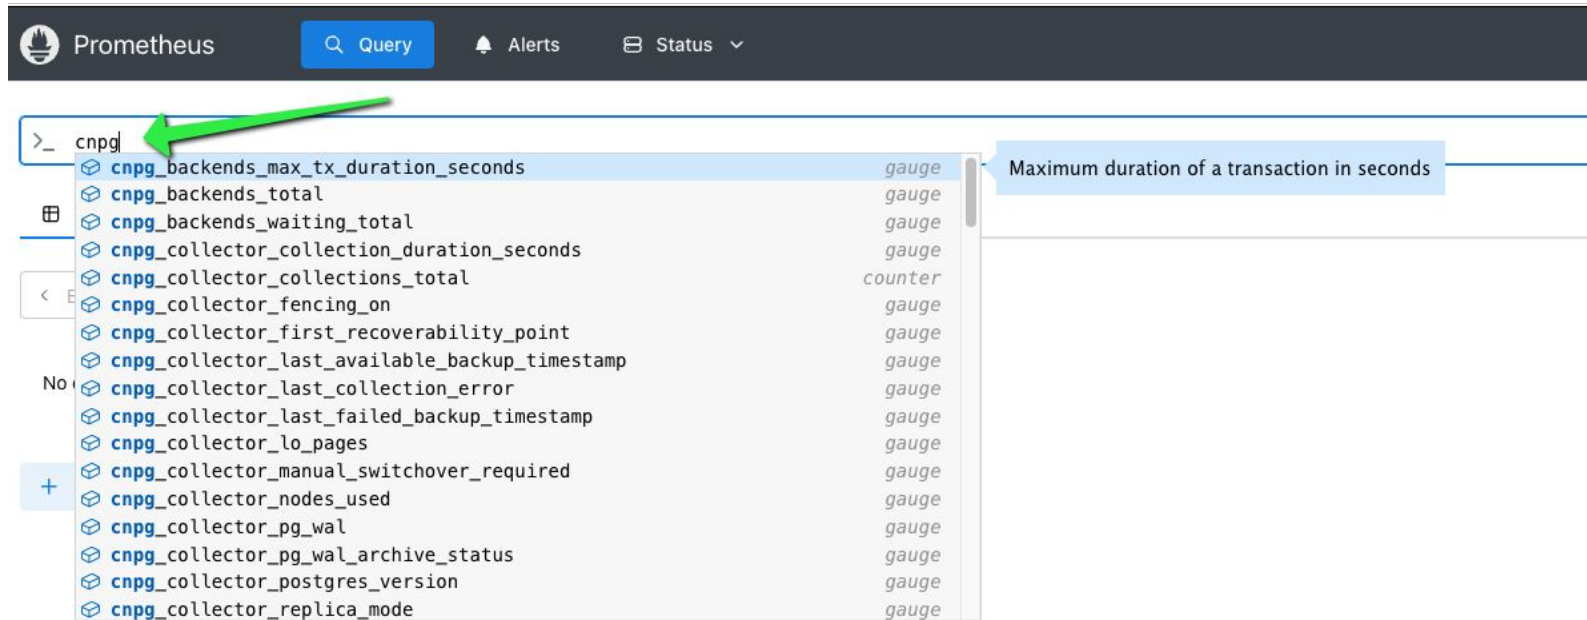 Prometheus Query Alerts Status
>_ cnpg
cnpg_backends_max_tx_duration_seconds gauge Maximum duration of a transaction in seconds
cnpg_backends_total gauge
cnpg_backends_waiting_total gauge
cnpg_collector_collection_duration_seconds gauge
cnpg_collector_collections_total counter
cnpg_collector_fencing_on gauge
cnpg_collector_first_recoverability_point gauge
cnpg_collector_last_available_backup_timestamp gauge
No
cnpg_collector_last_collection_error gauge
cnpg_collector_last_failed_backup_timestamp gauge
cnpg_collector_lo_pages gauge
cnpg_collector_manual_switchover_required gauge
+
cnpg_collector_nodes_used gauge
cnpg_collector_pg_wal gauge
cnpg_collector_pg_wal_archive_status gauge
cnpg_collector_postgres_version gauge
cnpg_collector_replica_mode gauge